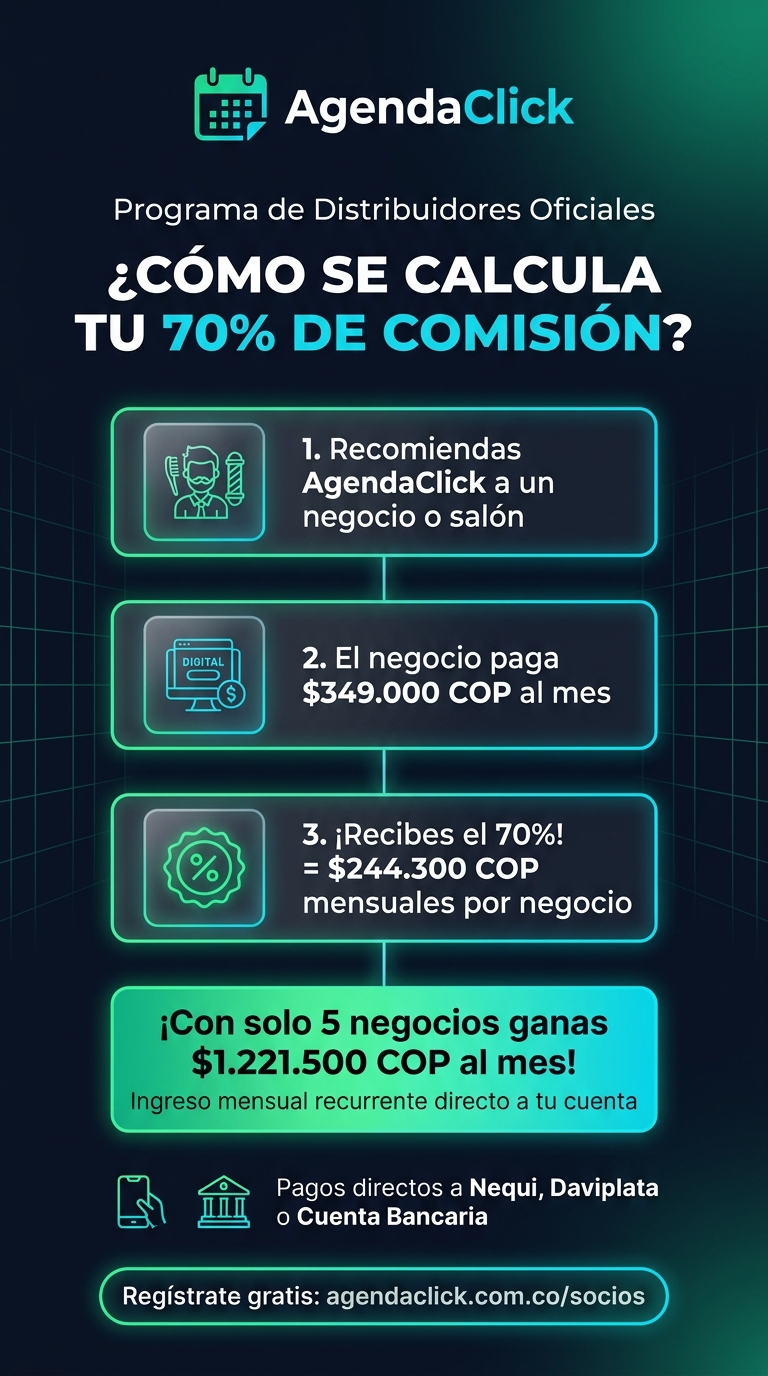 AgendaClick
Programa de Distribuidores Oficiales
¿CÓMO SE CALCULA
TU 70% DE COMISIÓN?
1. Recomiendas
AgendaClick a un
negocio o salón
DIGITAL
$
2. El negocio paga
$349.000 COP al mes
%
3. ¡Recibes el 70%!
= $244.300 COP
mensuales por negocio
¡Con solo 5 negocios ganas
$1.221.500 COP al mes!
Ingreso mensual recurrente directo a tu cuenta
Pagos directos a Nequi, Daviplata
o Cuenta Bancaria
Regístrate gratis: agendaclick.com.co/socios